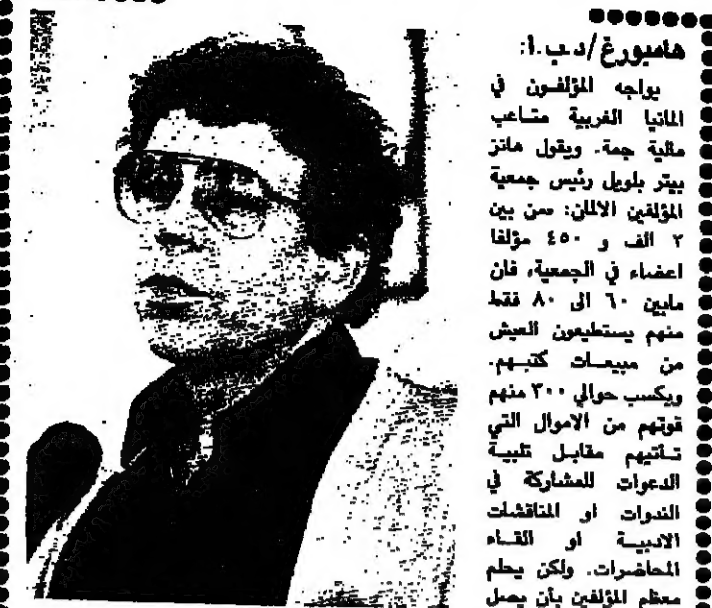 هامبورغ/د.ب.ا:
يواجه المؤلفون في
المانيا الغربية متاعب
مالية جمة. ويقول هانز
بيتر بلويل رئيس جمعية
المؤلفين الالمان: من بين
٢ الف و ٤٥٠ مؤلفا
اعضاء في الجمعية، فان
مابين ٦٠ الى ٨٠ فقط
منهم يستطيعون العيش
من مبيعات كتبهم.
ويكسب حوالي ٣٠٠ منهم
قوتهم من الاموال التي
تأتيهم مقابل تلبية
الدعوات للمشاركة في
الندوات او المناقشات
الادبية او القاء
المحاضرات. ولكن يحلم
معظم المؤلفين بأن يصل